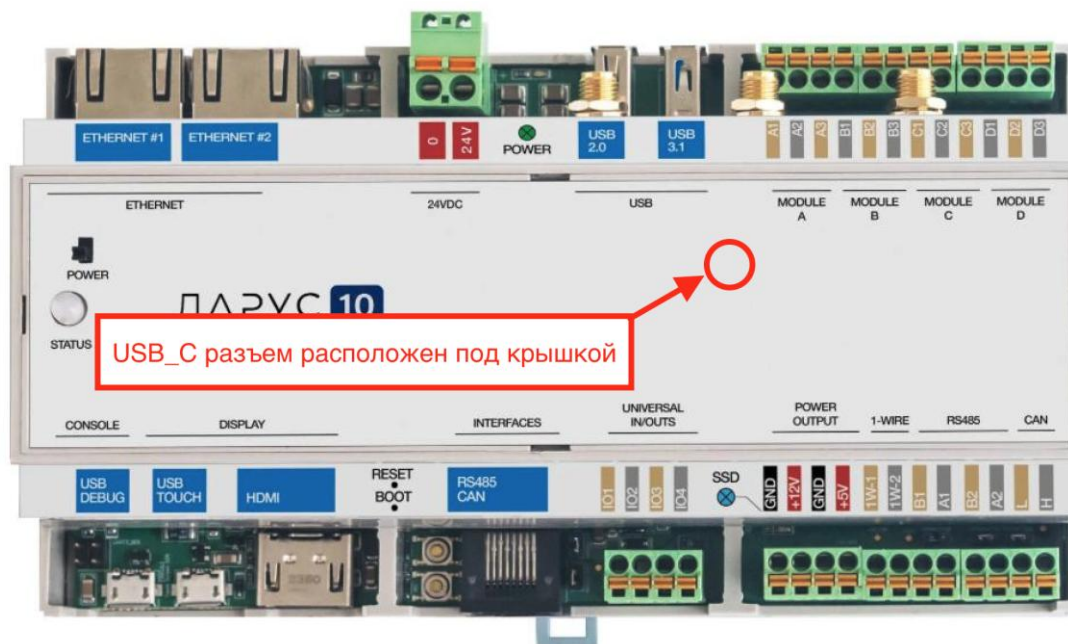 ETHERNET #1 ETHERNET #2 0 24V POWER USB 2.0 USB 3.1 A1 A2 A3 B1 B2 B3 C1 C2 C3 D1 D2 D3
ETHERNET 24VDC USB MODULE A MODULE B MODULE C MODULE D
POWER
ЛАРУС 10
STATUS
USB_C разъем расположен под крышкой
CONSOLE DISPLAY INTERFACES UNIVERSAL IN/OUTS POWER OUTPUT 1-WIRE RS485 CAN
USB DEBUG USB TOUCH HDMI RESET BOOT RS485 CAN IO1 IO2 IO3 IO4 SSD GND +12V GND +5V 1W-1 1W-2 B1 A1 B2 A2 L H